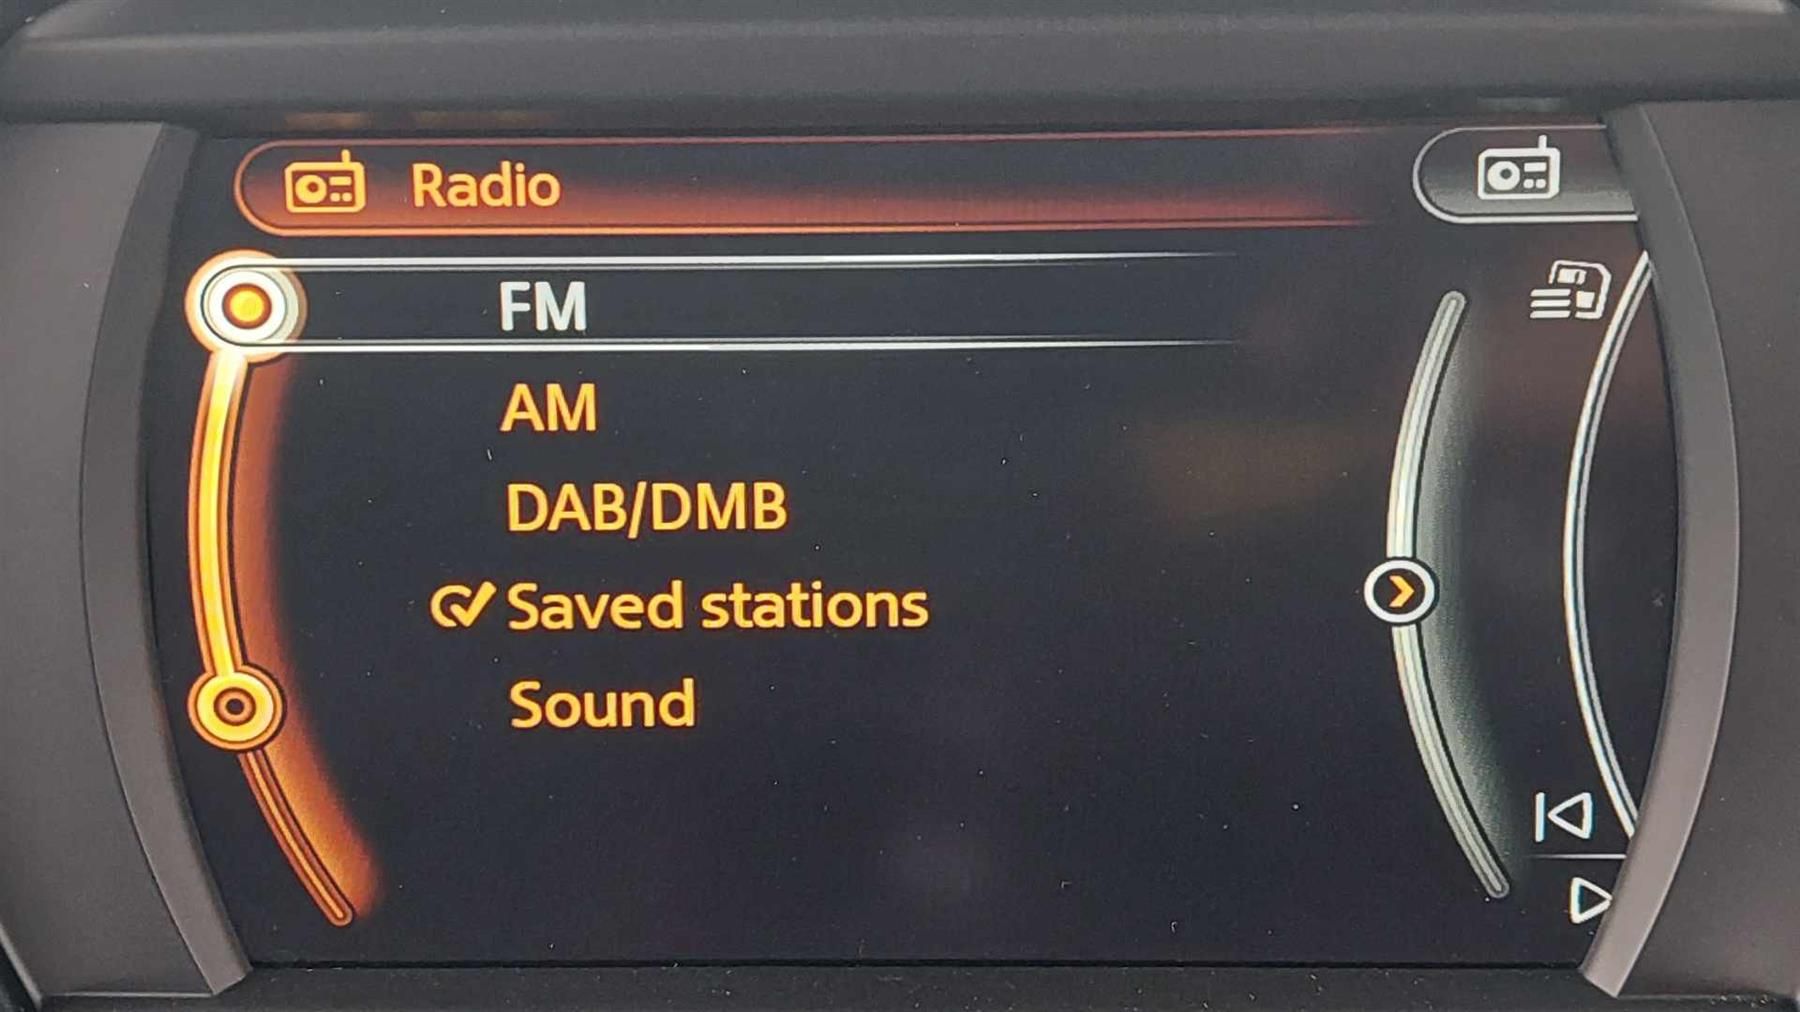 Radio
FM
AM
DAB/DMB
Saved stations
Sound